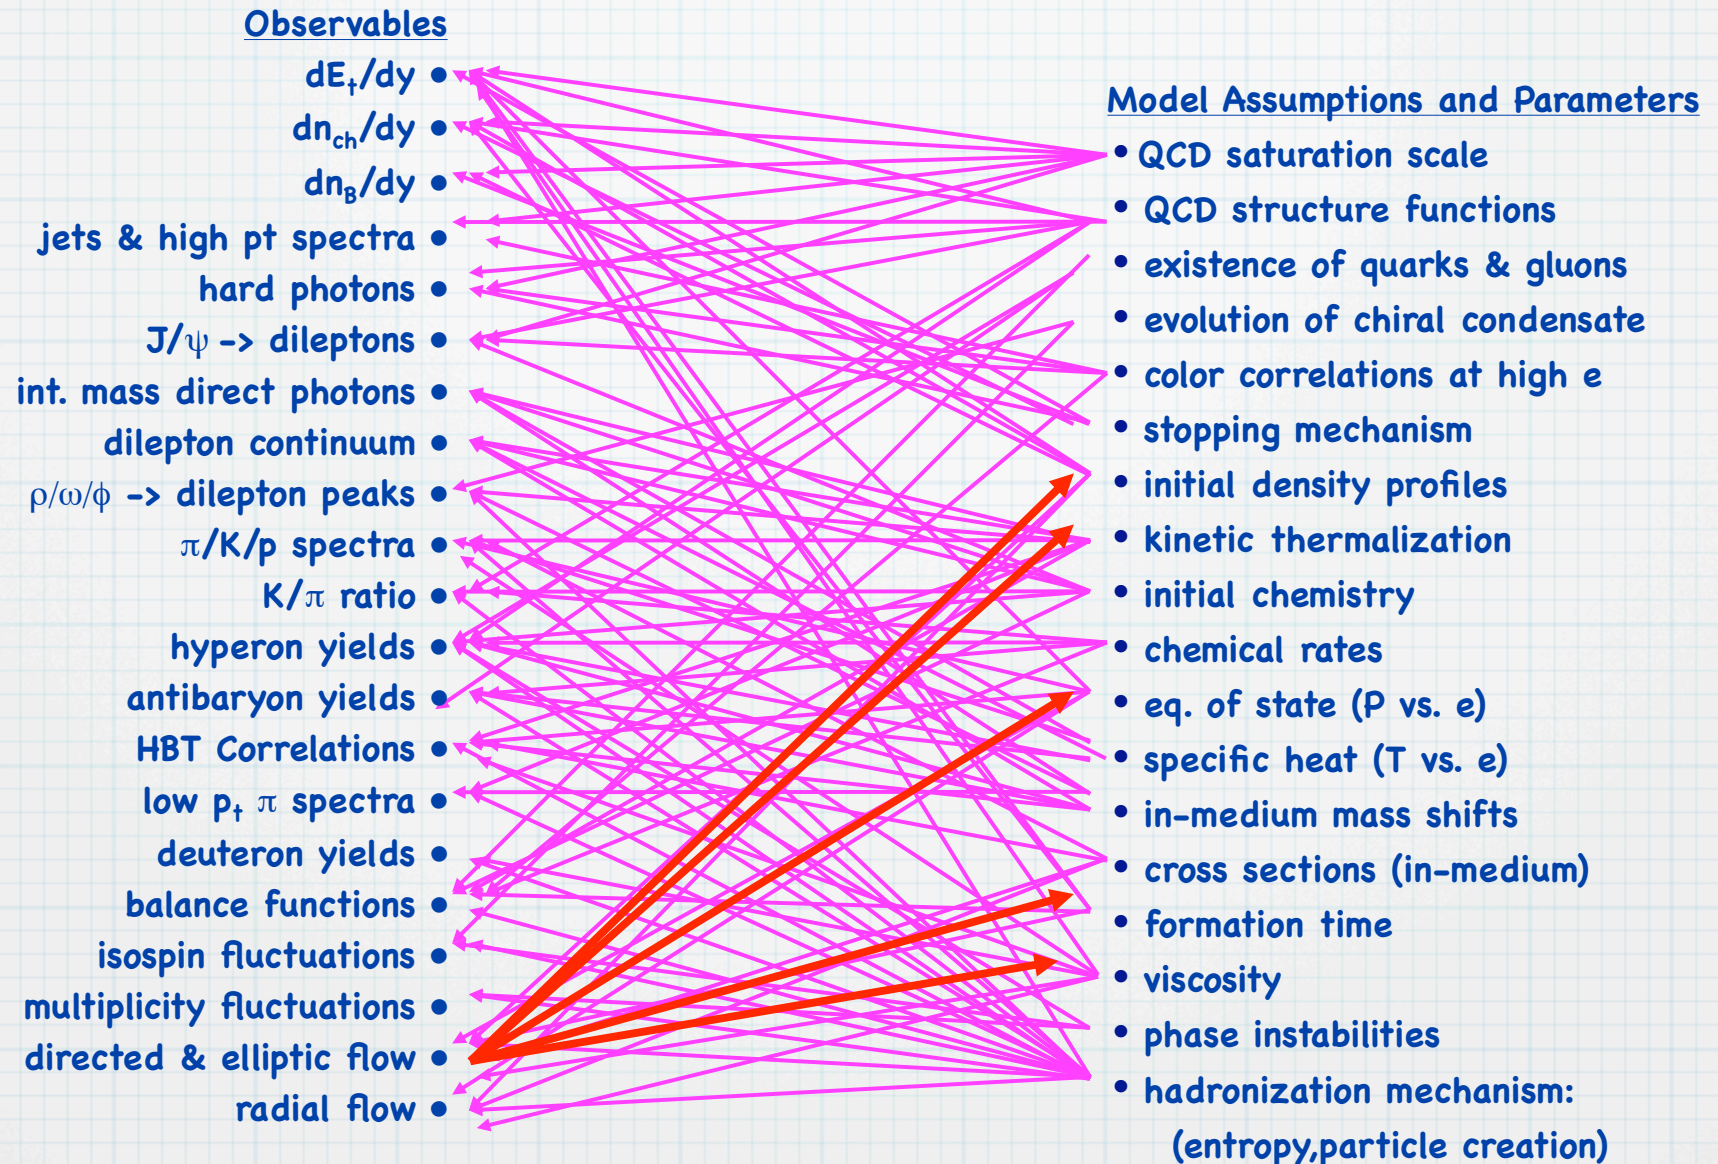 Observables
dEt/dy
dnch/dy
dnB/dy
jets & high pt spectra
hard photons
J/ψ -> dileptons
int. mass direct photons
dilepton continuum
ρ/ω/ϕ -> dilepton peaks
π/K/p spectra
K/π ratio
hyperon yields
antibaryon yields
HBT Correlations
low pt π spectra
deuteron yields
balance functions
isospin fluctuations
multiplicity fluctuations
directed & elliptic flow
radial flow
Model Assumptions and Parameters
• QCD saturation scale
• QCD structure functions
• existence of quarks & gluons
• evolution of chiral condensate
• color correlations at high e
• stopping mechanism
• initial density profiles
• kinetic thermalization
• initial chemistry
• chemical rates
• eq. of state (P vs. e)
• specific heat (T vs. e)
• in-medium mass shifts
• cross sections (in-medium)
• formation time
• viscosity
• phase instabilities
• hadronization mechanism:
(entropy,particle creation)